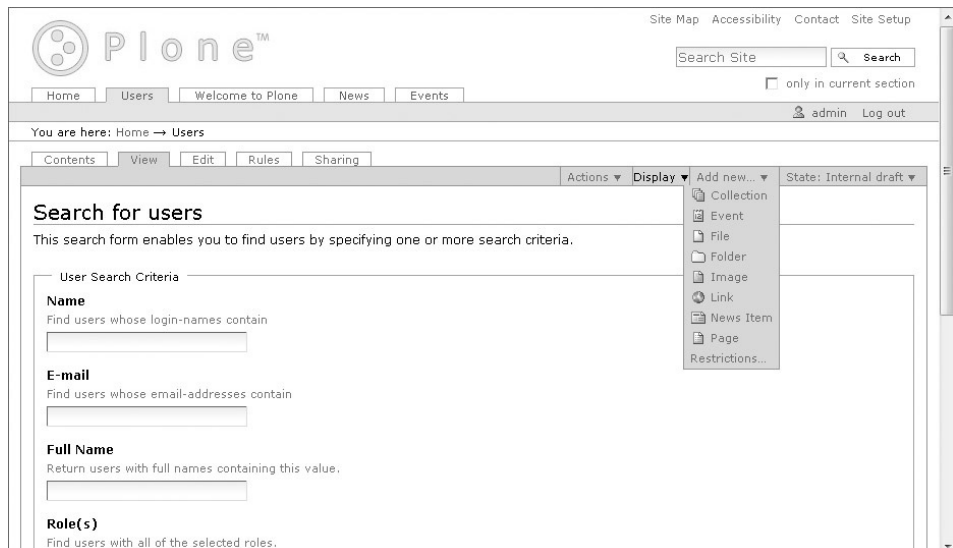 Site Map Accessibility Contact Site Setup
Plone™
Search Site Search
only in current section
Home Users Welcome to Plone News Events
admin Log out
You are here: Home → Users
Contents View Edit Rules Sharing
Actions ▼ Display ▼ Add new... ▼ State: Internal draft ▼
Collection
Event
File
Folder
Image
Link
News Item
Page
Restrictions...
Search for users
This search form enables you to find users by specifying one or more search criteria.
User Search Criteria
Name
Find users whose login-names contain
E-mail
Find users whose email-addresses contain
Full Name
Return users with full names containing this value.
Role(s)
Find users with all of the selected roles.